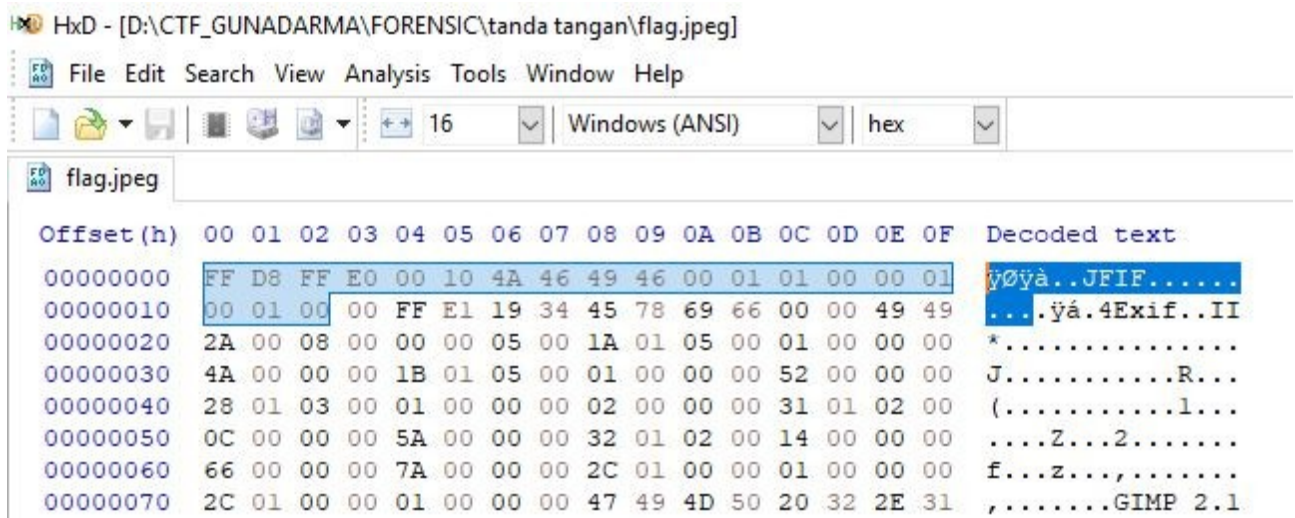 HxD - [D:\CTF_GUNADARMA\FORENSIC\tanda tangan\flag.jpeg]
File Edit Search View Analysis Tools Window Help
16 Windows (ANSI) hex
flag.jpeg
Offset(h) 00 01 02 03 04 05 06 07 08 09 0A 0B 0C 0D 0E 0F Decoded text
00000000 FF D8 FF E0 00 10 4A 46 49 46 00 01 01 00 00 01 ÿØÿà..JFIF......
00000010 00 01 00 00 FF E1 19 34 45 78 69 66 00 00 49 49 ....ÿá.4Exif..II
00000020 2A 00 08 00 00 00 05 00 1A 01 05 00 01 00 00 00 *...............
00000030 4A 00 00 00 1B 01 05 00 01 00 00 00 52 00 00 00 J...........R...
00000040 28 01 03 00 01 00 00 00 02 00 00 00 31 01 02 00 (...........1...
00000050 0C 00 00 00 5A 00 00 00 32 01 02 00 14 00 00 00 ....Z...2.......
00000060 66 00 00 00 7A 00 00 00 2C 01 00 00 01 00 00 00 f...z...,.......
00000070 2C 01 00 00 01 00 00 00 47 49 4D 50 20 32 2E 31 ,.......GIMP 2.1